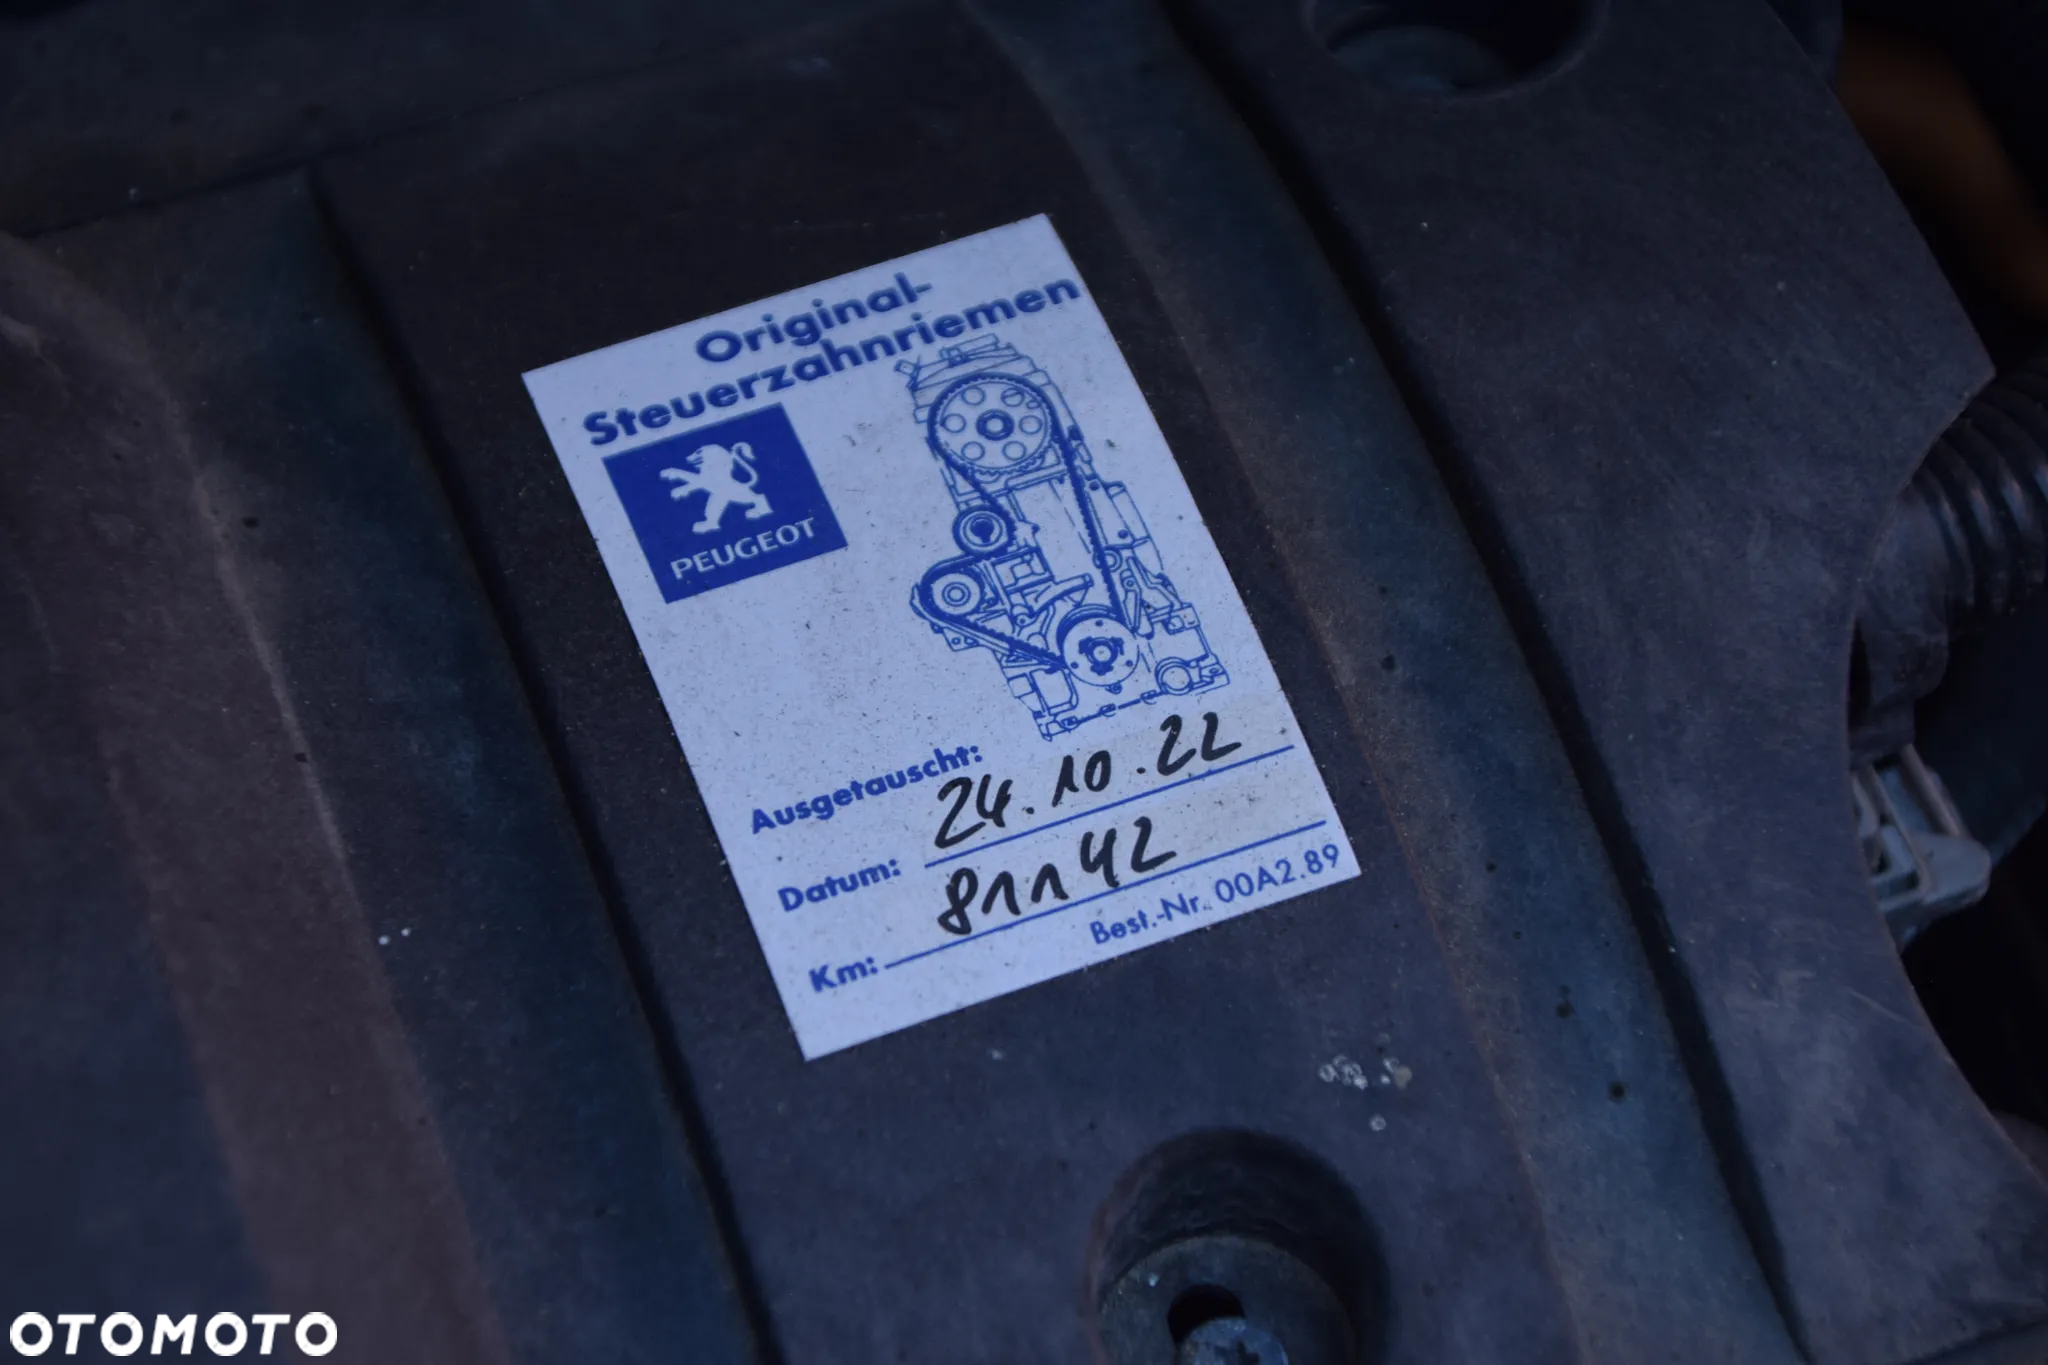 Original-
Steuerzahnriemen
PEUGEOT
Ausgetauscht:
Datum: 24.10.22
Km: 81142
Best.-Nr. 00A2.89
OTOMOTO